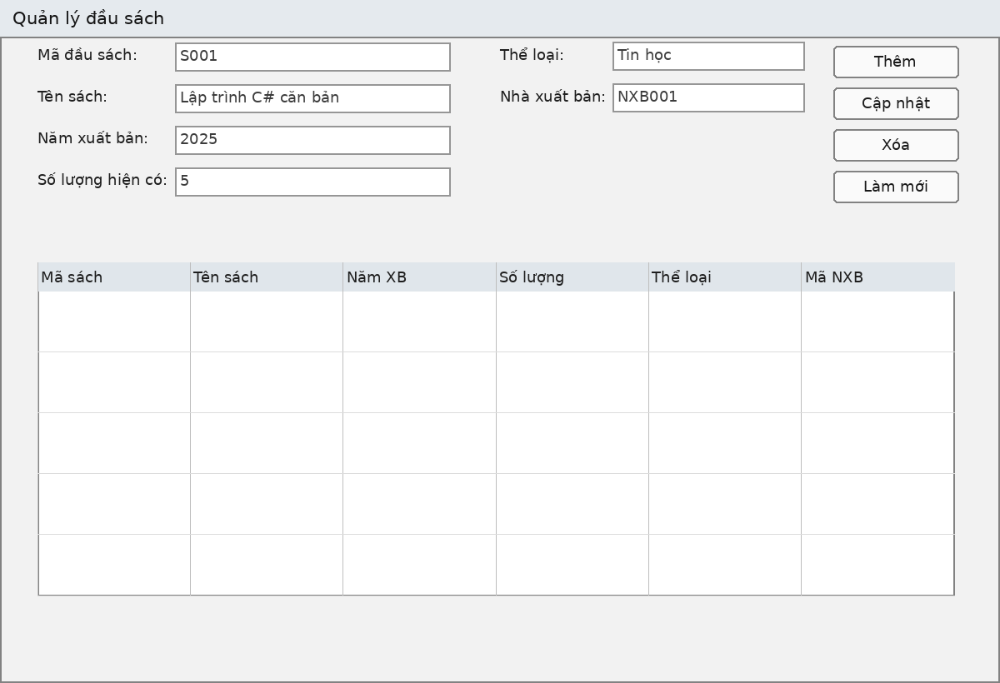 Quản lý đầu sách
Mã đầu sách: S001 Thể loại: Tin học Thêm
Tên sách: Lập trình C# căn bản Nhà xuất bản: NXB001 Cập nhật
Năm xuất bản: 2025 Xóa
Số lượng hiện có: 5 Làm mới
Mã sách Tên sách Năm XB Số lượng Thể loại Mã NXB